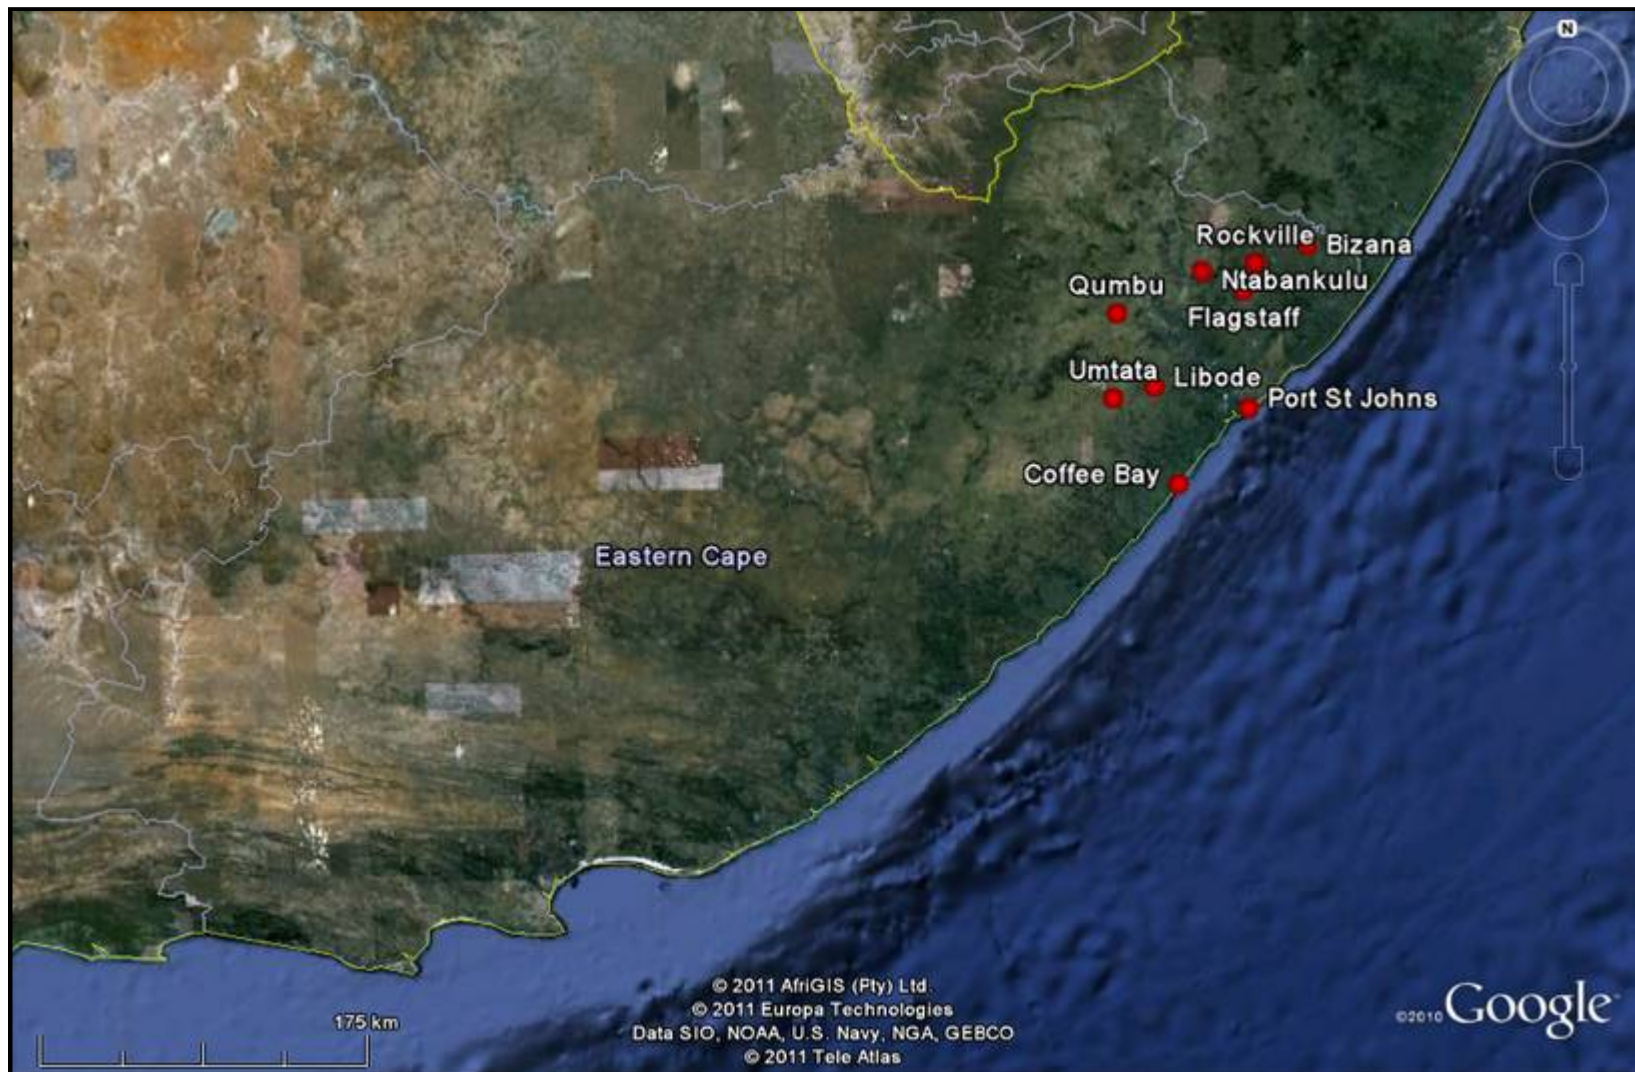 N
Rockville
Bizana
Ntabankulu
Qumbu
Flagstaff
Umtata
Libode
Port St Johns
Coffee Bay
Eastern Cape
© 2011 AfriGIS (Pty) Ltd.
© 2011 Europa Technologies
Data SIO, NOAA, U.S. Navy, NGA, GEBCO
© 2011 Tele Atlas
©2010 Google
175 km